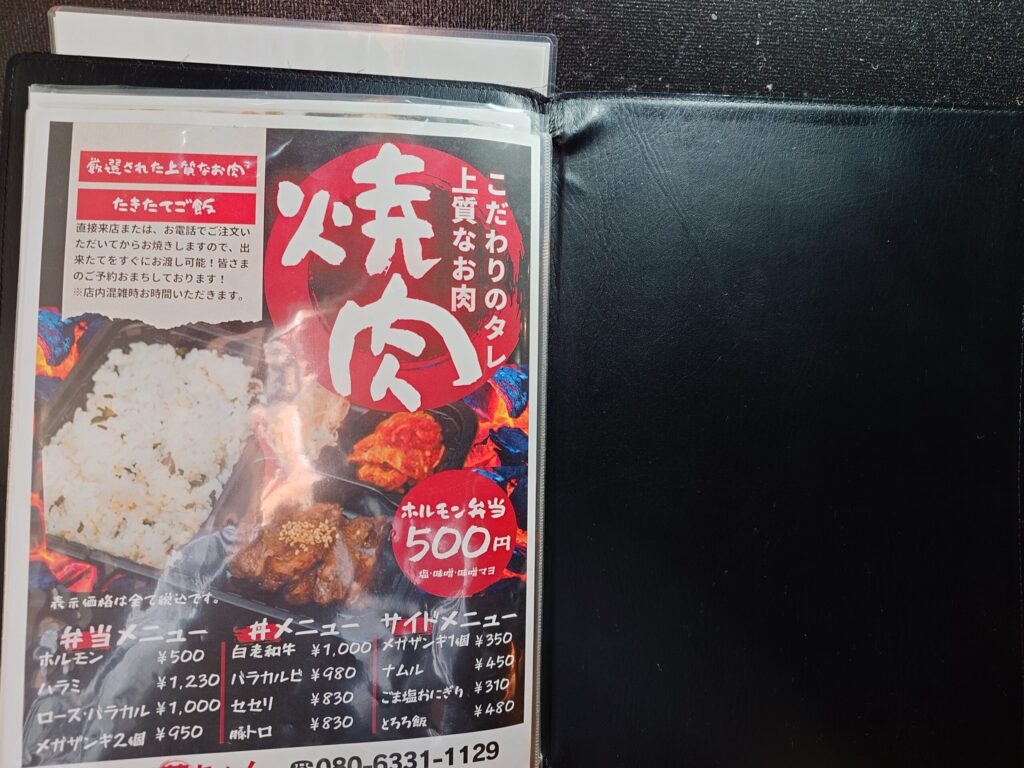 厳選された上質なお肉
たきたてご飯
直接来店または、お電話でご注文い
ただいてからお焼きしますので、出
来たてをすぐにお渡し可能！皆さま
のご予約おまちしております！
※店内混雑時お時間いただきます。
焼肉
こだわりのタレ
上質なお肉
ホルモン弁当
500円
塩・味噌・味噌マヨ
表示価格は全て税込です。
弁当メニュー
ホルモン ¥500
ハラミ ¥1,230
ロース・バラカル ¥1,000
メガザンギ2個 ¥950
丼メニュー
白老和牛 ¥1,000
バラカルビ ¥980
セセリ ¥830
豚トロ ¥830
サイドメニュー
メガザンギ1個 ¥350
ナムル ¥450
ごま塩おにぎり ¥310
とろろ飯 ¥480
080-6331-1129